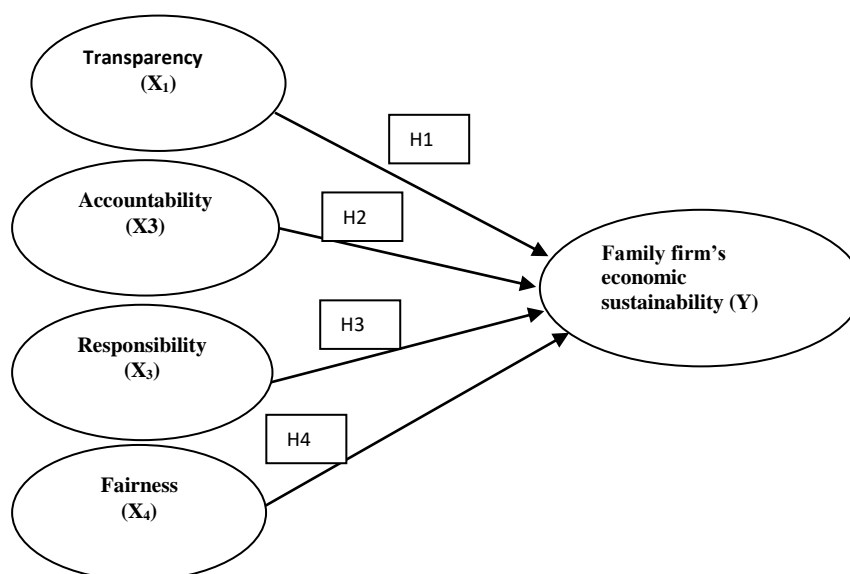 Transparency
(X₁)
H1
Accountability
(X3)
H2
Family firm's
economic
sustainability (Y)
Responsibility
(X₃)
H3
H4
Fairness
(X₄)